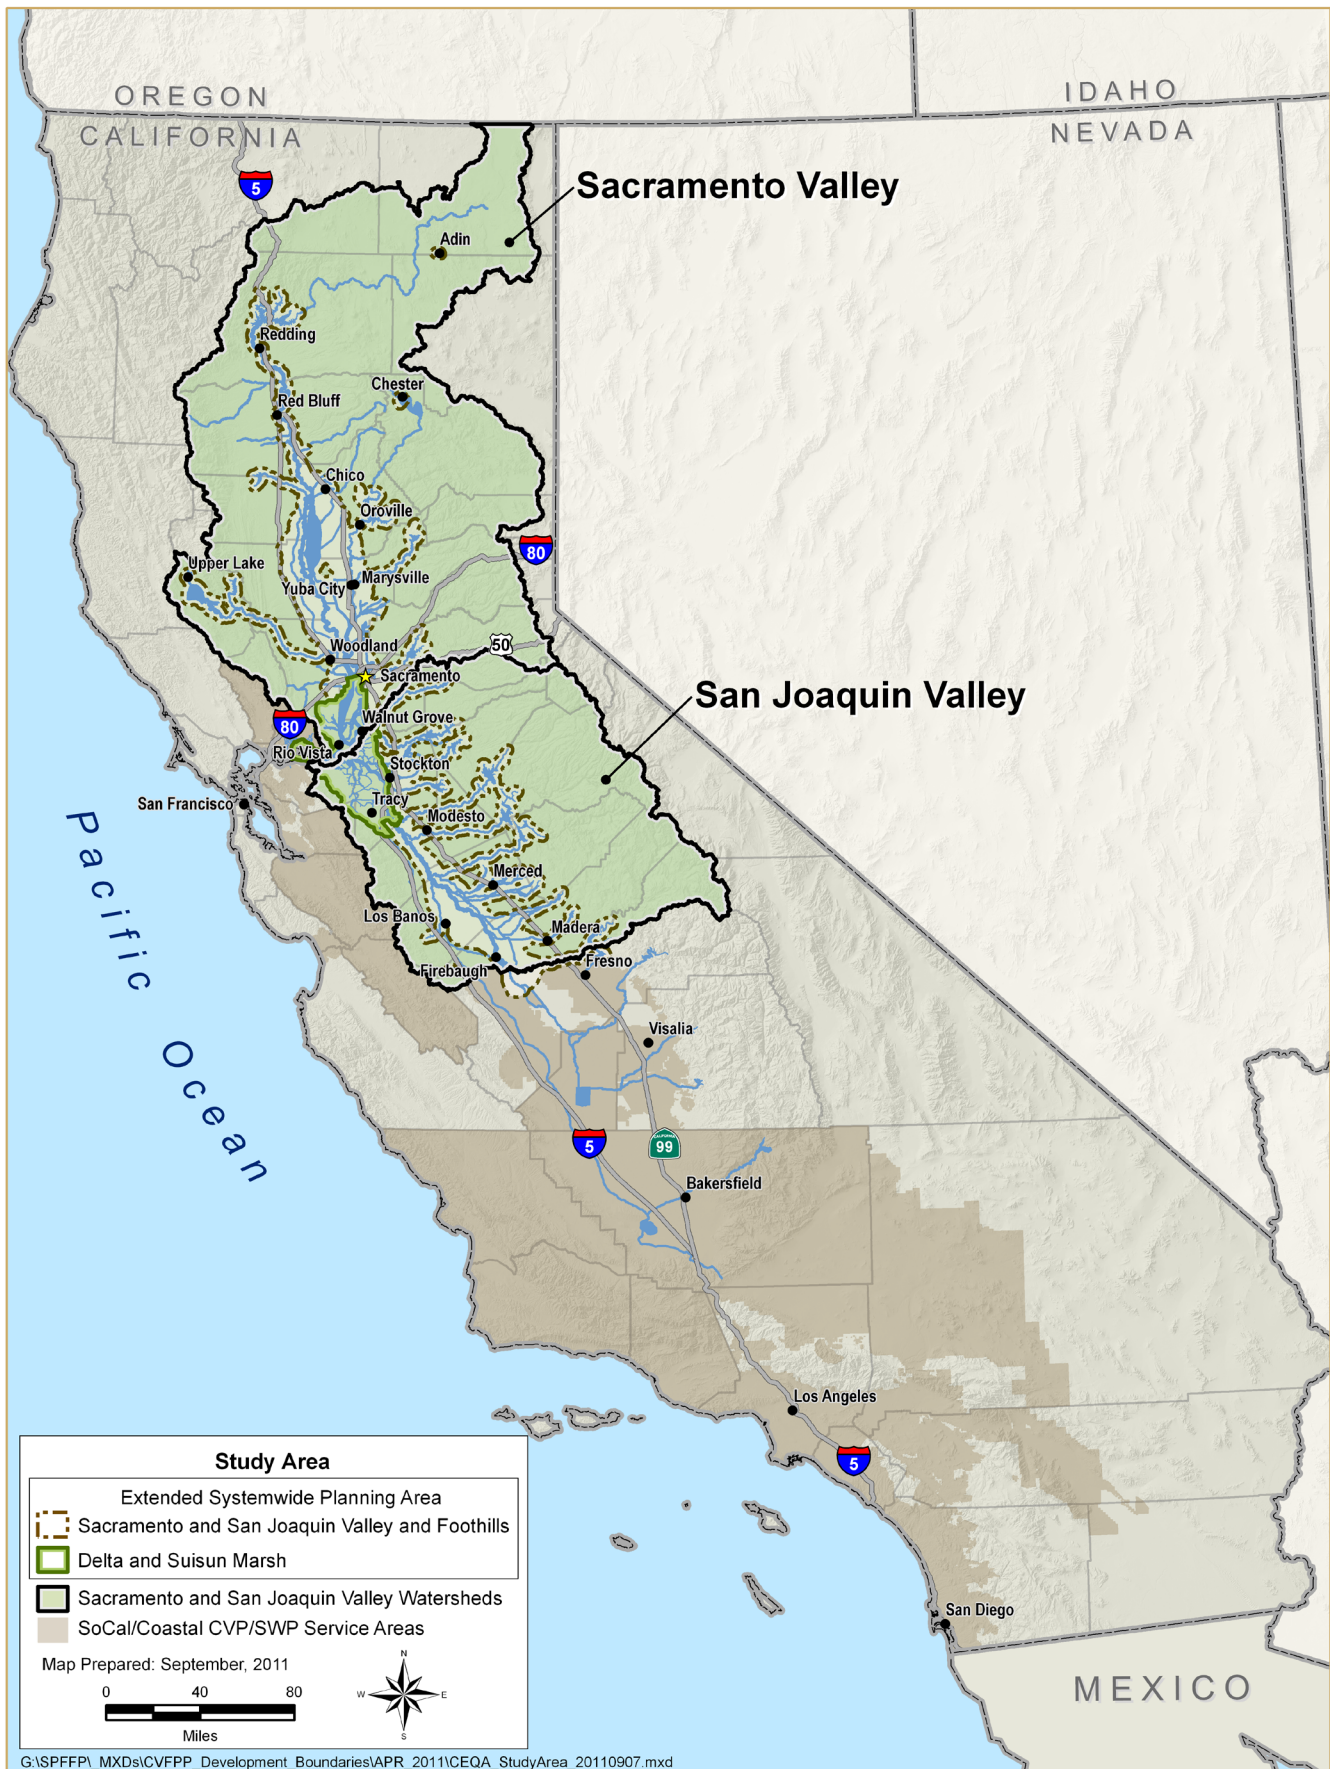 OREGON
CALIFORNIA
IDAHO
NEVADA
5
Sacramento Valley
Adin
Redding
Chester
Red Bluff
Chico
Oroville
80
Upper Lake
Yuba City
Marysville
50
Woodland
Sacramento
San Joaquin Valley
80
Walnut Grove
Rio Vista
Stockton
San Francisco
Tracy
Modesto
Merced
Los Banos
Madera
Firebaugh
Fresno
Pacific Ocean
Visalia
5
CALIFORNIA
99
Bakersfield
Los Angeles
5
San Diego
MEXICO
Study Area
Extended Systemwide Planning Area
Sacramento and San Joaquin Valley and Foothills
Delta and Suisun Marsh
Sacramento and San Joaquin Valley Watersheds
SoCal/Coastal CVP/SWP Service Areas
Map Prepared: September, 2011
0 40 80
Miles
N
W E
S
G:\SPFFP\_MXDs\CVFPP_Development_Boundaries\APR_2011\CEQA_StudyArea_20110907.mxd